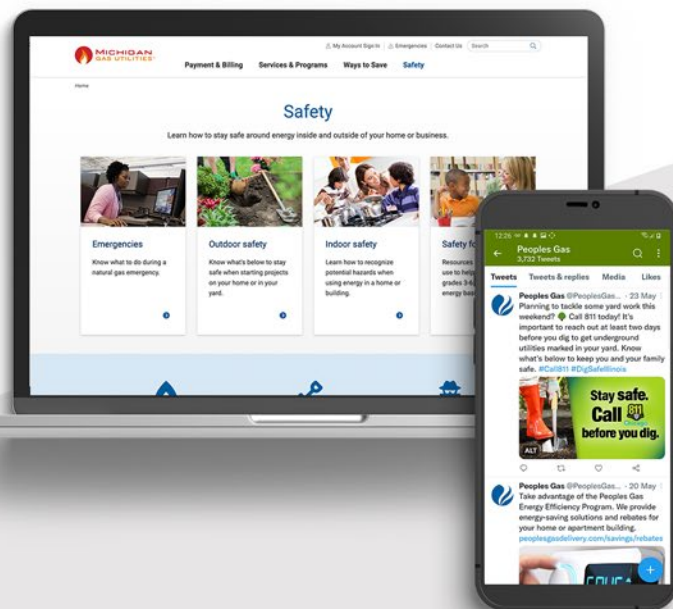 MICHIGAN
GAS UTILITIES
My Account Sign In
Emergencies
Contact Us
Search
Payment & Billing
Services & Programs
Ways to Save
Safety
Home
Safety
Learn how to stay safe around energy inside and outside of your home or business.
Emergencies
Know what to do during a
natural gas emergency.
Outdoor safety
Know what's below to stay
safe when starting projects
on your home or in your
yard.
Indoor safety
Learn how to recognize
potential hazards when
using energy in a home or
building.
Safety fo
Resources
use to help
grades 3-6
energy bas
12:26
Peoples Gas
3,732 Tweets
Tweets
Tweets & replies
Media
Likes
Peoples Gas @PeoplesGas... · 23 May
Planning to tackle some yard work this
weekend? Call 811 today! It's
important to reach out at least two days
before you dig to get underground
utilities marked in your yard. Know
what's below to keep you and your family
safe. #Call811 #DigSafeIllinois
Stay safe.
Call 811
Chicago
before you dig.
ALT
Peoples Gas @PeoplesGas... · 20 May
Take advantage of the Peoples Gas
Energy Efficiency Program. We provide
energy-saving solutions and rebates for
your home or apartment building.
peoplesgasdelivery.com/savings/rebates